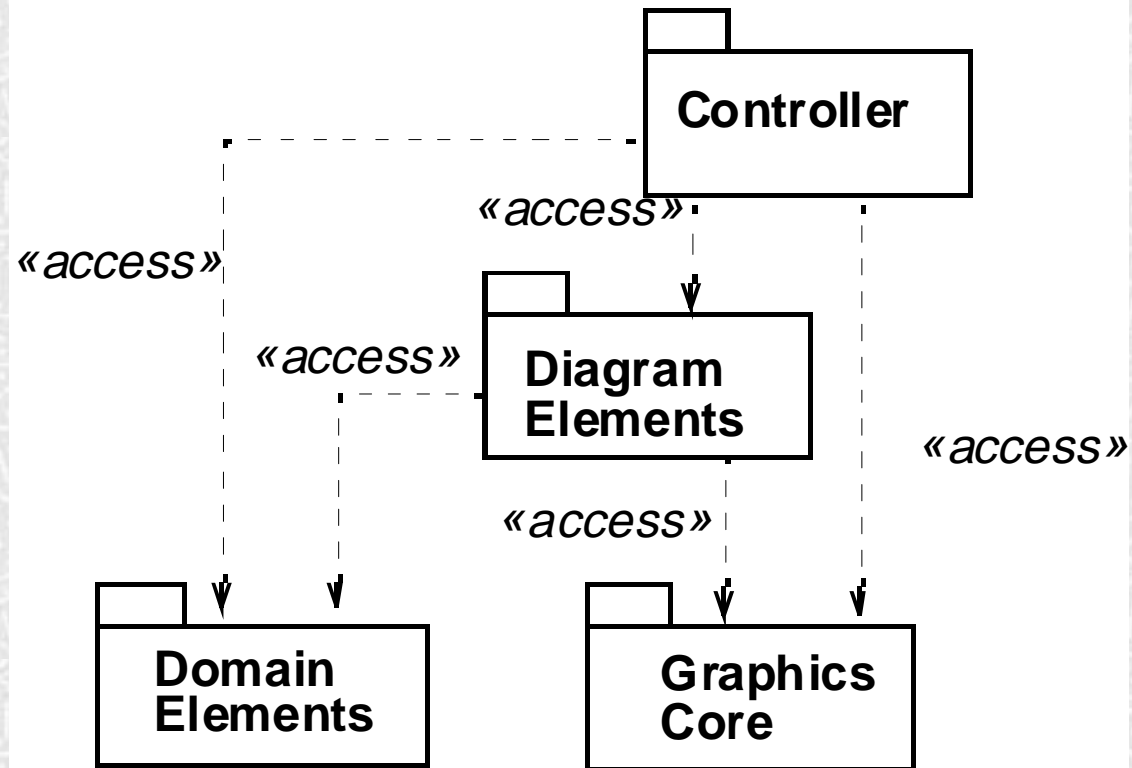 Controller
«access»
«access»
«access»
Diagram
Elements
«access»
«access»
Domain
Elements
Graphics
Core